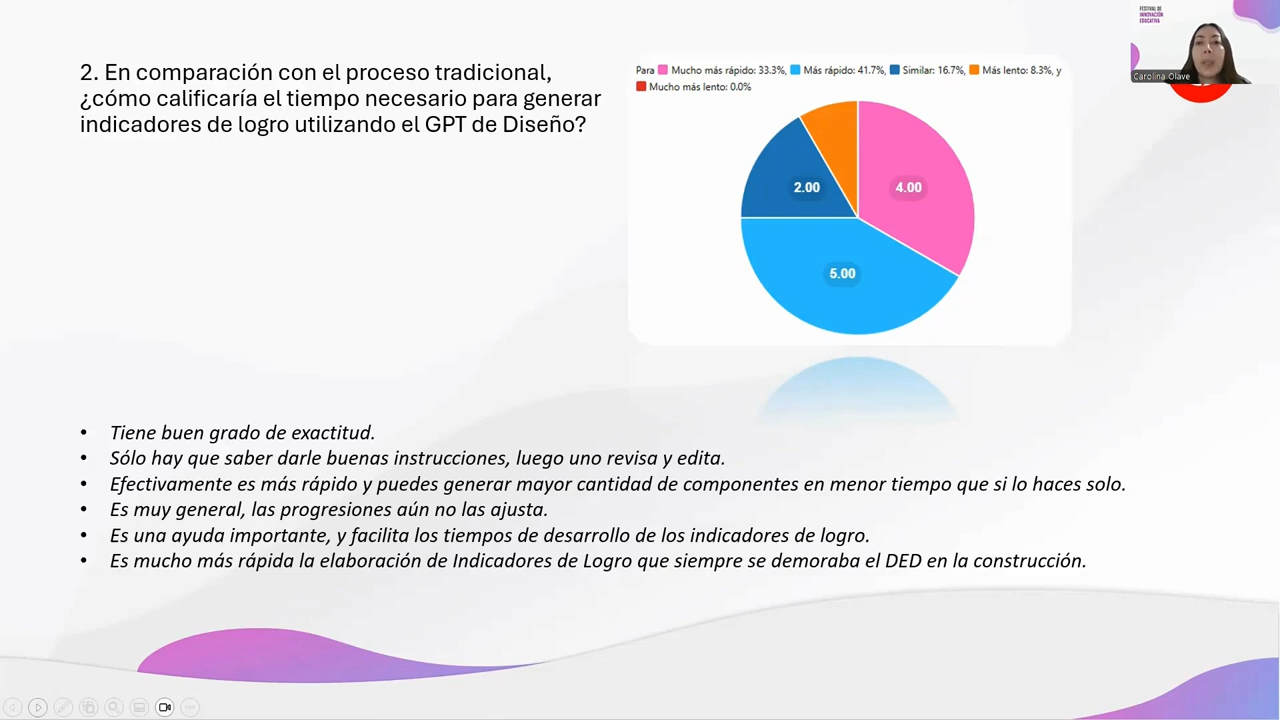 2. En comparación con el proceso tradicional,
¿cómo calificaría el tiempo necesario para generar
indicadores de logro utilizando el GPT de Diseño?
Para Mucho más rápido: 33.3%, Más rápido: 41.7%, Similar: 16.7%, Más lento: 8.3%, y
Mucho más lento: 0.0%
2.00
4.00
5.00
FESTIVAL DE
INNOVACIÓN
EDUCATIVA
Carolina Olave
• Tiene buen grado de exactitud.
• Sólo hay que saber darle buenas instrucciones, luego uno revisa y edita.
• Efectivamente es más rápido y puedes generar mayor cantidad de componentes en menor tiempo que si lo haces solo.
• Es muy general, las progresiones aún no las ajusta.
• Es una ayuda importante, y facilita los tiempos de desarrollo de los indicadores de logro.
• Es mucho más rápida la elaboración de Indicadores de Logro que siempre se demoraba el DED en la construcción.